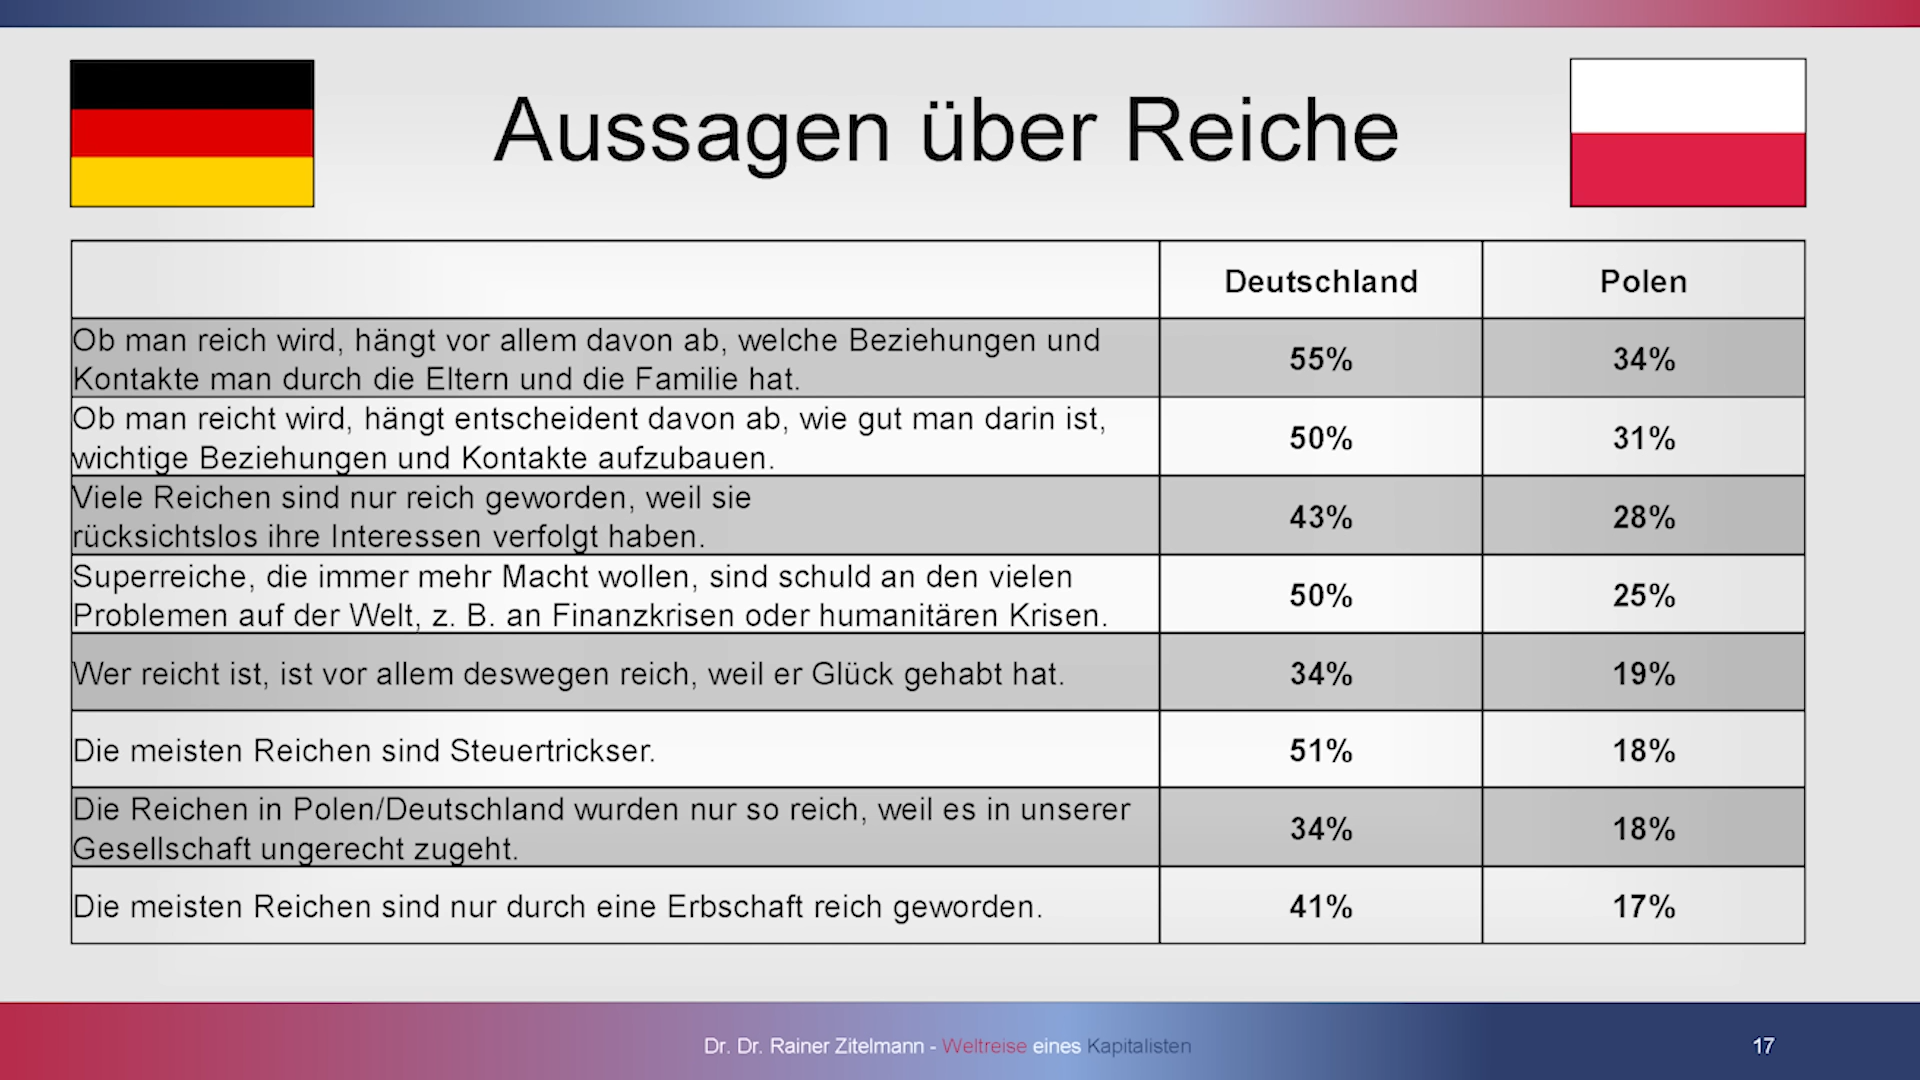 Aussagen über Reiche
Deutschland Polen
Ob man reich wird, hängt vor allem davon ab, welche Beziehungen und
Kontakte man durch die Eltern und die Familie hat. 55% 34%
Ob man reicht wird, hängt entscheident davon ab, wie gut man darin ist,
wichtige Beziehungen und Kontakte aufzubauen. 50% 31%
Viele Reichen sind nur reich geworden, weil sie
rücksichtslos ihre Interessen verfolgt haben. 43% 28%
Superreiche, die immer mehr Macht wollen, sind schuld an den vielen
Problemen auf der Welt, z. B. an Finanzkrisen oder humanitären Krisen. 50% 25%
Wer reicht ist, ist vor allem deswegen reich, weil er Glück gehabt hat. 34% 19%
Die meisten Reichen sind Steuertrickser. 51% 18%
Die Reichen in Polen/Deutschland wurden nur so reich, weil es in unserer
Gesellschaft ungerecht zugeht. 34% 18%
Die meisten Reichen sind nur durch eine Erbschaft reich geworden. 41% 17%
Dr. Dr. Rainer Zitelmann - Weltreise eines Kapitalisten 17